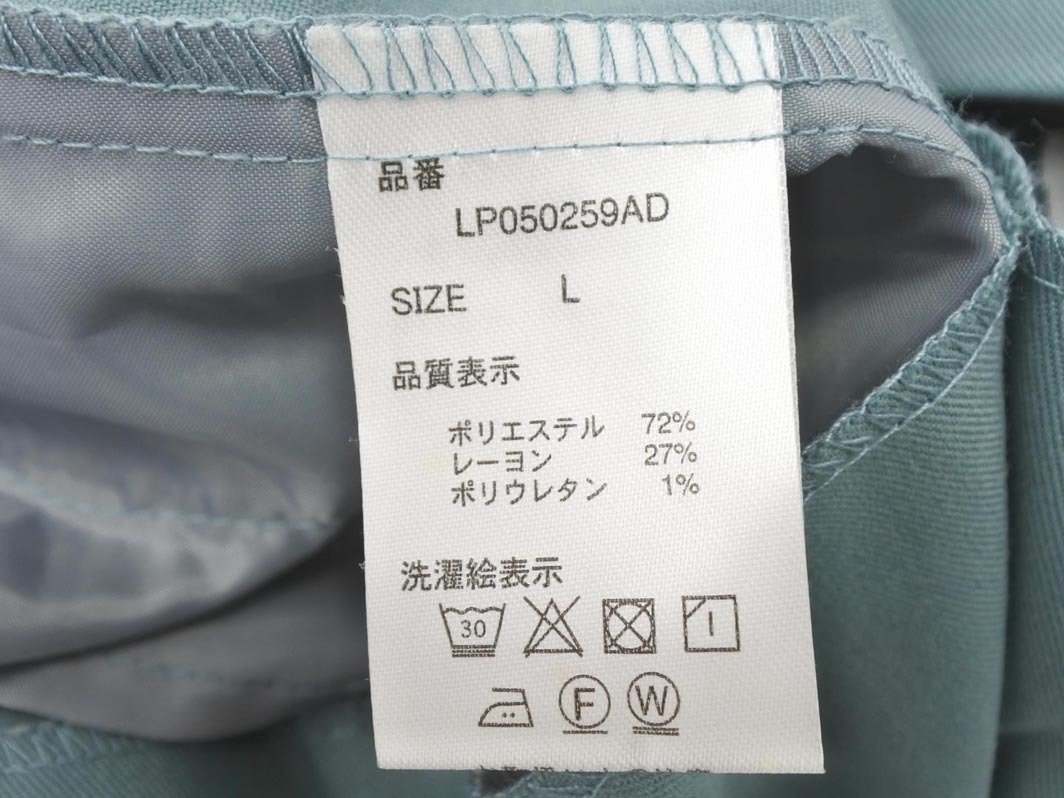 品番
LP050259AD
SIZE L
品質表示
ポリエステル 72%
レーヨン 27%
ポリウレタン 1%
洗濯絵表示
30
F W